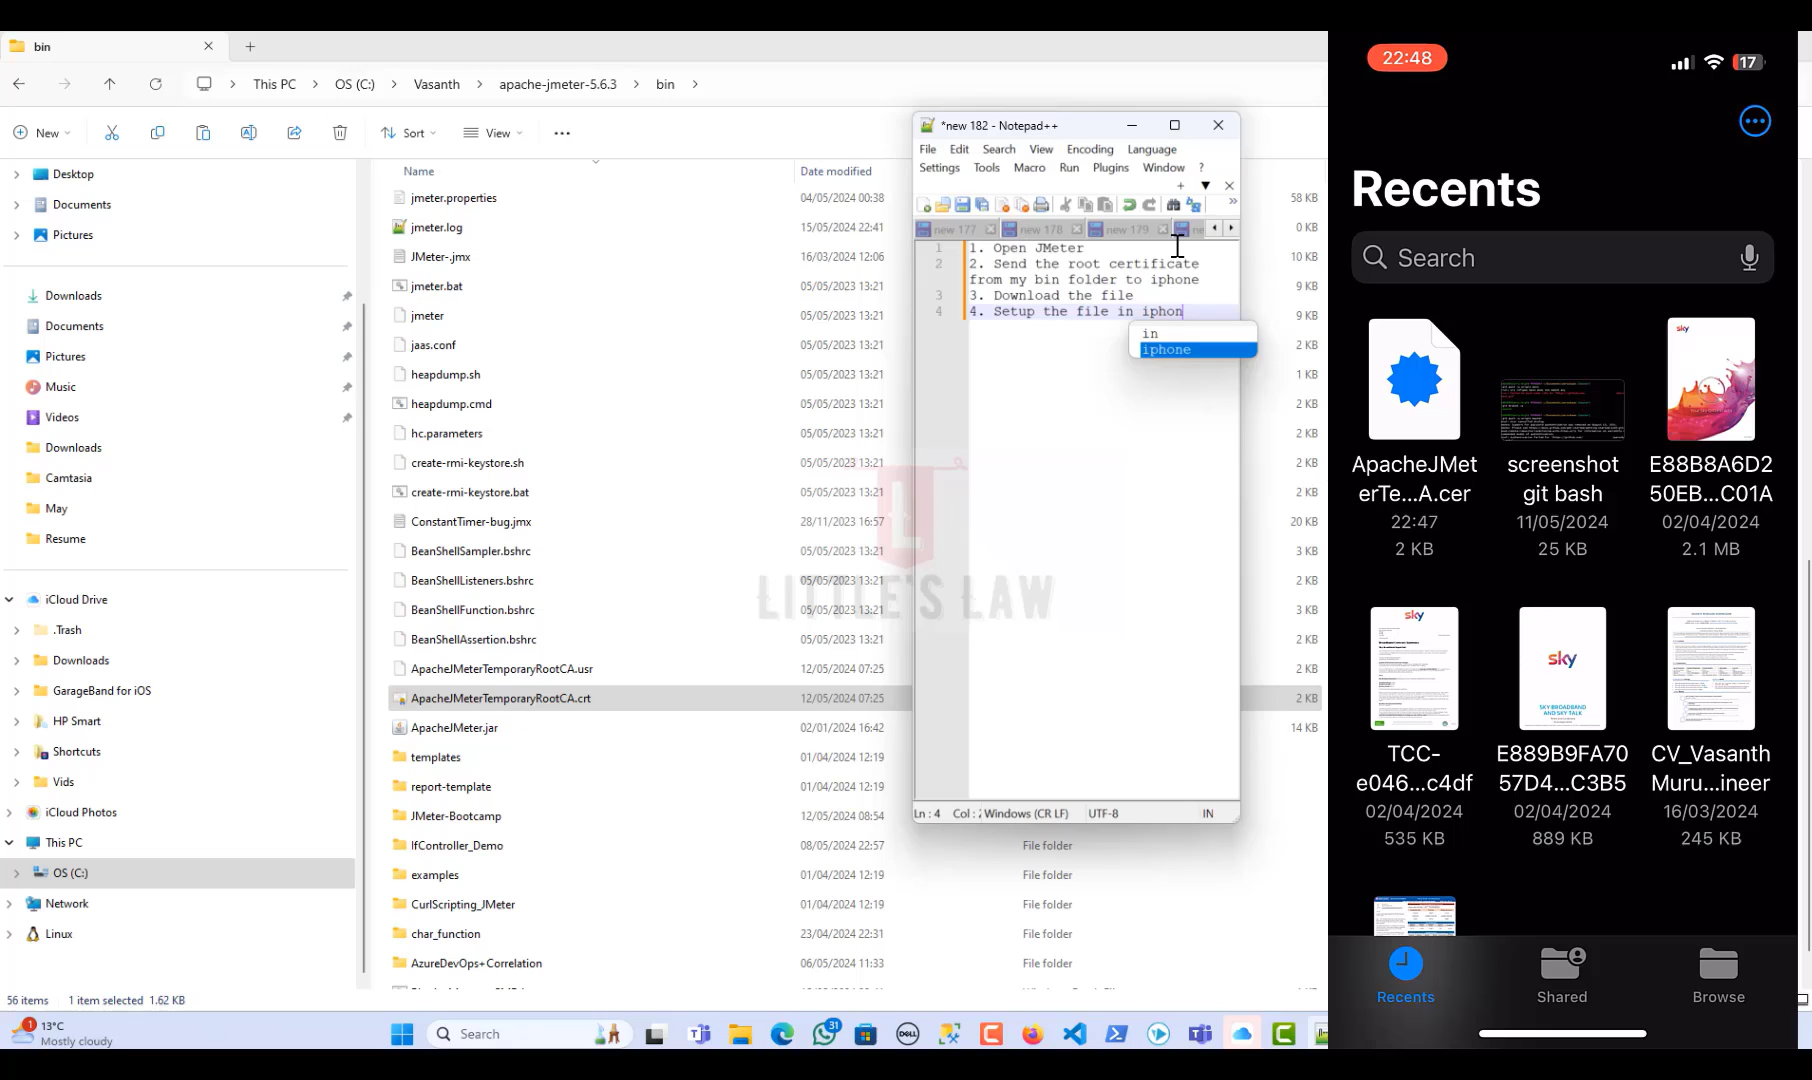 bin
This PC
OS (C:)
Vasanth
apache-jmeter-5.6.3
bin
New
Sort
View
Desktop
Documents
Pictures
Downloads
Documents
Pictures
Music
Videos
Downloads
Camtasia
May
Resume
iCloud Drive
.Trash
Downloads
GarageBand for iOS
HP Smart
Shortcuts
Vids
iCloud Photos
This PC
OS (C:)
Network
Linux
Name Date modified
jmeter.properties 04/05/2024 00:38 58 KB
jmeter.log 15/05/2024 22:41 0 KB
JMeter-.jmx 16/03/2024 12:06 10 KB
jmeter.bat 05/05/2023 13:21 9 KB
jmeter 05/05/2023 13:21 9 KB
jaas.conf 05/05/2023 13:21 2 KB
heapdump.sh 05/05/2023 13:21 1 KB
heapdump.cmd 05/05/2023 13:21 2 KB
hc.parameters 05/05/2023 13:21 2 KB
create-rmi-keystore.sh 05/05/2023 13:21 2 KB
create-rmi-keystore.bat 05/05/2023 13:21 2 KB
ConstantTimer-bug.jmx 28/11/2023 16:57 20 KB
BeanShellSampler.bshrc 05/05/2023 13:21 3 KB
BeanShellListeners.bshrc 05/05/2023 13:21 2 KB
BeanShellFunction.bshrc 05/05/2023 13:21 3 KB
BeanShellAssertion.bshrc 05/05/2023 13:21 2 KB
ApacheJMeterTemporaryRootCA.usr 12/05/2024 07:25 2 KB
ApacheJMeterTemporaryRootCA.crt 12/05/2024 07:25 2 KB
ApacheJMeter.jar 02/01/2024 16:42 14 KB
templates 01/04/2024 12:19
report-template 01/04/2024 12:19
JMeter-Bootcamp 12/05/2024 08:54
IfController_Demo 08/05/2024 22:57 File folder
examples 01/04/2024 12:19 File folder
CurlScripting_JMeter 01/04/2024 12:19 File folder
char_function 23/04/2024 22:31 File folder
AzureDevOps+Correlation 06/05/2024 11:33 File folder
56 items 1 item selected 1.62 KB
*new 182 - Notepad++
File Edit Search View Encoding Language
Settings Tools Macro Run Plugins Window ?
new 177 new 178 new 179 ne
1 1. Open JMeter
2 2. Send the root certificate
from my bin folder to iphone
3 3. Download the file
4 4. Setup the file in iphon
in
iphone
Ln : 4 Col : Windows (CR LF) UTF-8 IN
L
LITTLE'S LAW
22:48
17
Recents
Search
ApacheJMet
erTe...A.cer
22:47
2 KB
screenshot
git bash
11/05/2024
25 KB
sky
E88B8A6D2
50EB...C01A
02/04/2024
2.1 MB
sky
TCC-
e046...c4df
02/04/2024
535 KB
sky
SKY BROADBAND
AND SKY TALK
E889B9FA70
57D4...C3B5
02/04/2024
889 KB
CV_Vasanth
Muru...ineer
16/03/2024
245 KB
Recents
Shared
Browse
1
13°C
Mostly cloudy
Search
31
DELL